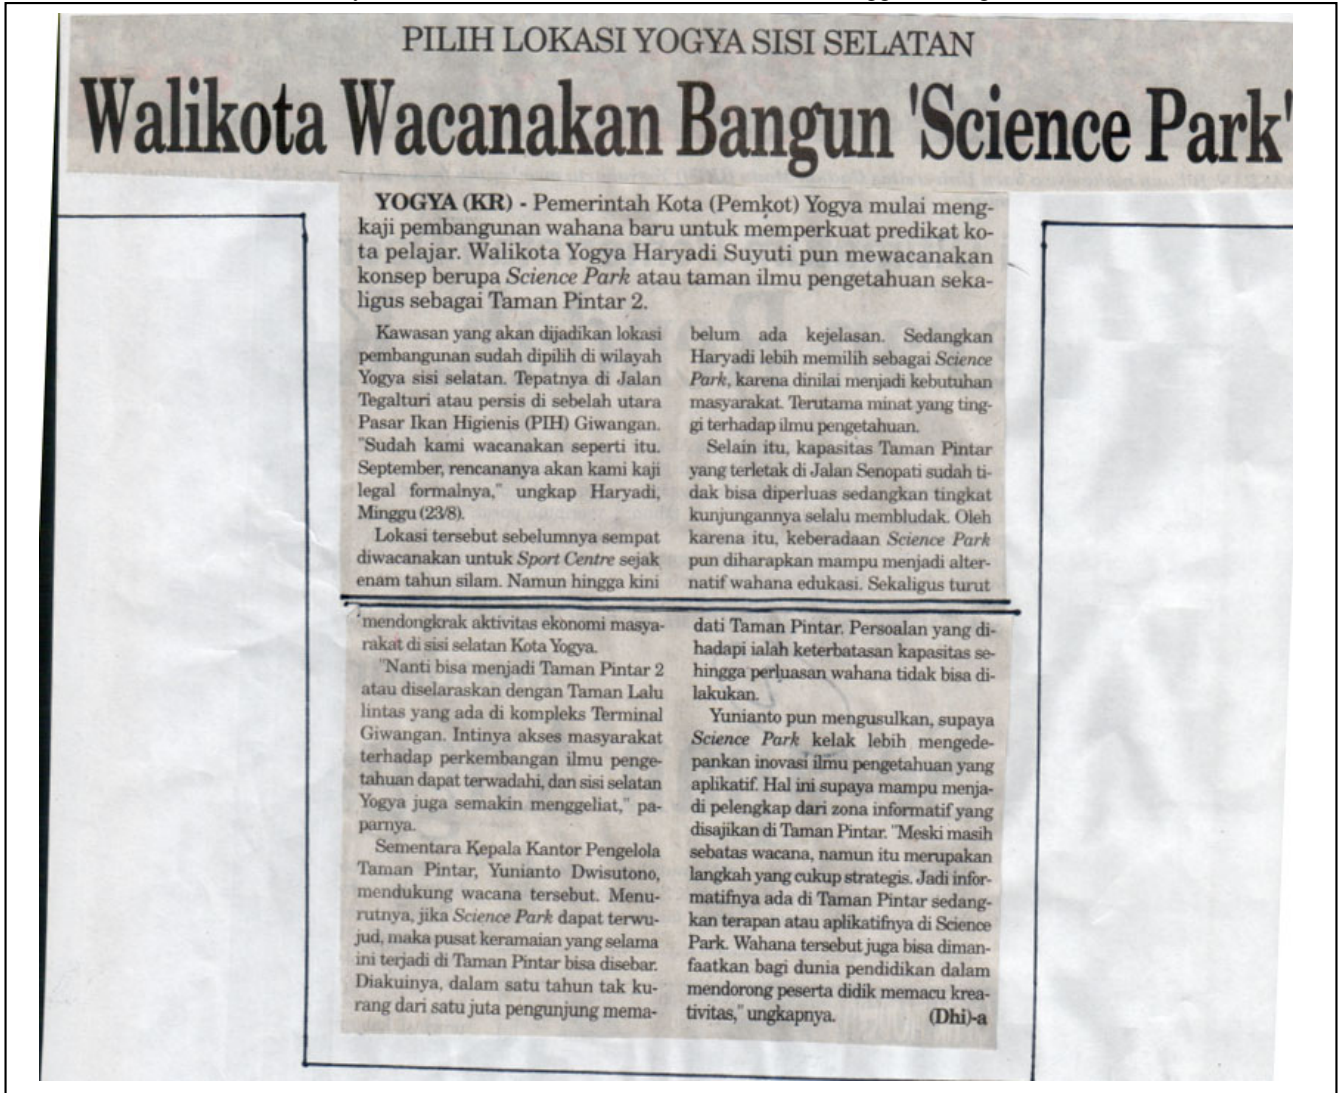 PILIH LOKASI YOGYA SISI SELATAN
Walikota Wacanakan Bangun 'Science Park'
YOGYA (KR) - Pemerintah Kota (Pemkot) Yogya mulai meng-
kaji pembangunan wahana baru untuk memperkuat predikat ko-
ta pelajar. Walikota Yogya Haryadi Suyuti pun mewacanakan
konsep berupa Science Park atau taman ilmu pengetahuan seka-
ligus sebagai Taman Pintar 2.
Kawasan yang akan dijadikan lokasi
pembangunan sudah dipilih di wilayah
Yogya sisi selatan. Tepatnya di Jalan
Tegalturi atau persis di sebelah utara
Pasar Ikan Higienis (PIH) Giwangan.
"Sudah kami wacanakan seperti itu.
September, rencananya akan kami kaji
legal formalnya," ungkap Haryadi,
Minggu (23/8).
Lokasi tersebut sebelumnya sempat
diwacanakan untuk Sport Centre sejak
enam tahun silam. Namun hingga kini
belum ada kejelasan. Sedangkan
Haryadi lebih memilih sebagai Science
Park, karena dinilai menjadi kebutuhan
masyarakat. Terutama minat yang ting-
gi terhadap ilmu pengetahuan.
Selain itu, kapasitas Taman Pintar
yang terletak di Jalan Senopati sudah ti-
dak bisa diperluas sedangkan tingkat
kunjungannya selalu membludak. Oleh
karena itu, keberadaan Science Park
pun diharapkan mampu menjadi alter-
natif wahana edukasi. Sekaligus turut
mendongkrak aktivitas ekonomi masya-
rakat di sisi selatan Kota Yogya.
"Nanti bisa menjadi Taman Pintar 2
atau diselaraskan dengan Taman Lalu
lintas yang ada di kompleks Terminal
Giwangan. Intinya akses masyarakat
terhadap perkembangan ilmu penge-
tahuan dapat terwadahi, dan sisi selatan
Yogya juga semakin menggeliat," pa-
parnya.
Sementara Kepala Kantor Pengelola
Taman Pintar, Yunianto Dwisutono,
mendukung wacana tersebut. Menu-
rutnya, jika Science Park dapat terwu-
jud, maka pusat keramaian yang selama
ini terjadi di Taman Pintar bisa disebar.
Diakuinya, dalam satu tahun tak ku-
rang dari satu juta pengunjung mema-
dati Taman Pintar. Persoalan yang di-
hadapi ialah keterbatasan kapasitas se-
hingga perluasan wahana tidak bisa di-
lakukan.
Yunianto pun mengusulkan, supaya
Science Park kelak lebih mengede-
pankan inovasi ilmu pengetahuan yang
aplikatif. Hal ini supaya mampu menja-
di pelengkap dari zona informatif yang
disajikan di Taman Pintar. "Meski masih
sebatas wacana, namun itu merupakan
langkah yang cukup strategis. Jadi infor-
matifnya ada di Taman Pintar sedang-
kan terapan atau aplikatifnya di Science
Park. Wahana tersebut juga bisa diman-
faatkan bagi dunia pendidikan dalam
mendorong peserta didik memacu krea-
tivitas," ungkapnya. (Dhi)-a